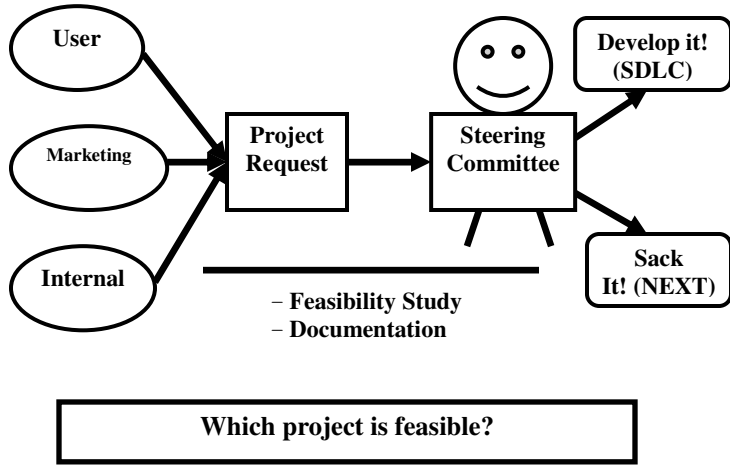 User
Marketing
Internal
Project
Request
Steering
Committee
Develop it!
(SDLC)
Sack
It! (NEXT)
– Feasibility Study
– Documentation
Which project is feasible?